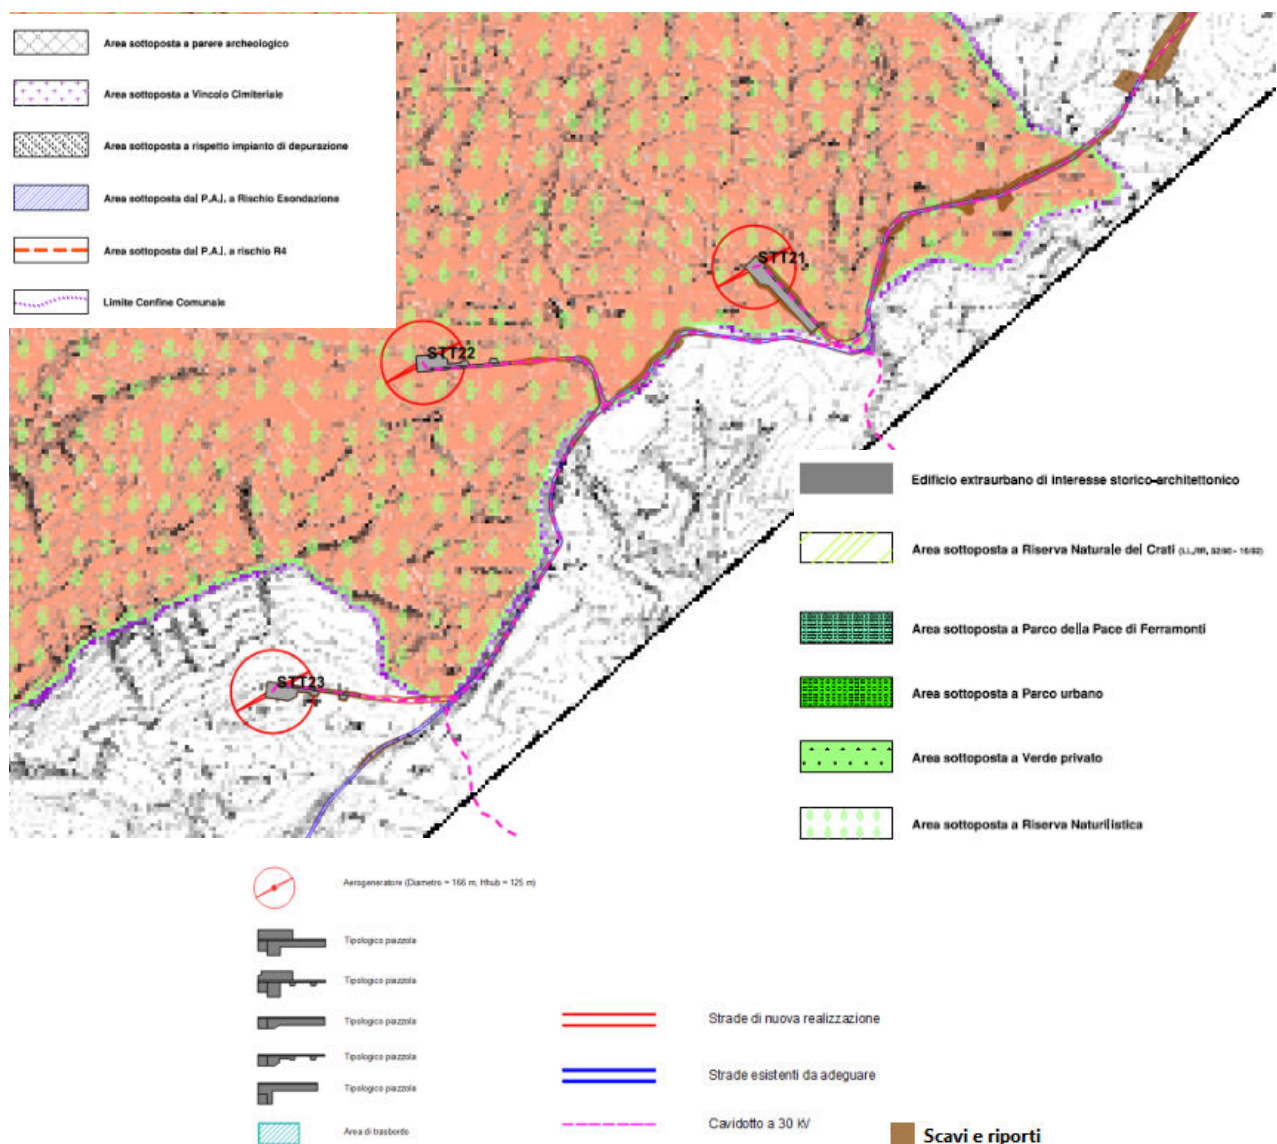 Area sottoposta a parere archeologico
Area sottoposta a Vincolo Cimiteriale
Area sottoposta a rispetto impianto di depurazione
Area sottoposta dal P.A.I. a Rischio Esondazione
Area sottoposta dal P.A.I. a rischio R4
Limite Confine Comunale
STT21
STT22
STT23
Edificio extraurbano di interesse storico-architettonico
Area sottoposta a Riserva Naturale del Crati
Area sottoposta a Parco della Pace di Ferramonti
Area sottoposta a Parco urbano
Area sottoposta a Verde privato
Area sottoposta a Riserva Naturilistica
Aerogeneratore (Diametro = 166 m, Hhub = 125 m)
Tipologico piazzola
Tipologico piazzola
Tipologico piazzola
Tipologico piazzola
Tipologico piazzola
Area di trasbordo
Strade di nuova realizzazione
Strade esistenti da adeguare
Cavidotto a 30 kV
Scavi e riporti